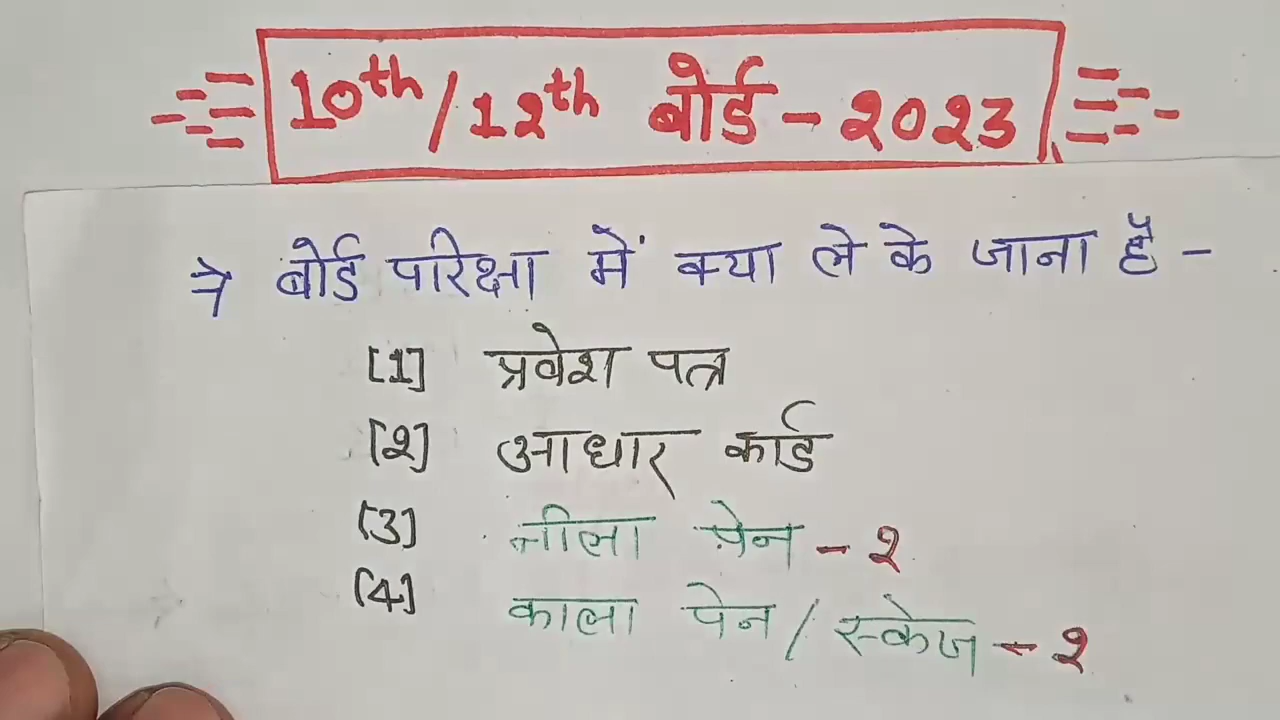 10th/12th बोर्ड - 2023
→ बोर्ड परिक्षा में क्या ले के जाना है -
[1] प्रवेश पत्र
[2] आधार कार्ड
[3] नीला पेन - 2
[4] काला पेन / स्केज - 2